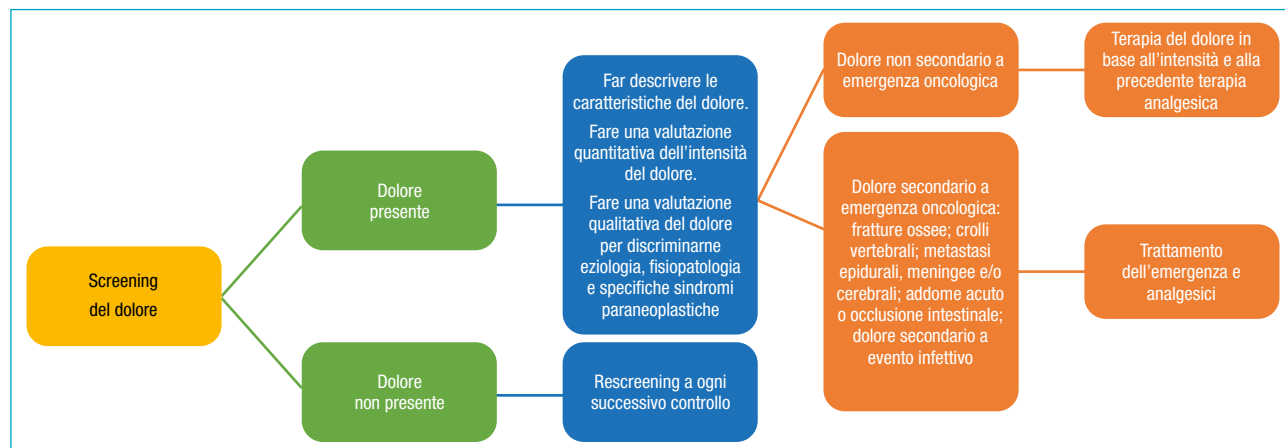 Screening
del dolore
Dolore
presente
Dolore
non presente
Far descrivere le
caratteristiche del dolore.
Fare una valutazione
quantitativa dell'intensità
del dolore.
Fare una valutazione
qualitativa del dolore
per discriminarne
eziologia, fisiopatologia
e specifiche sindromi
paraneoplastiche
Rescreening a ogni
successivo controllo
Dolore non secondario a
emergenza oncologica
Dolore secondario a
emergenza oncologica:
fratture ossee; crolli
vertebrali; metastasi
epidurali, meningee e/o
cerebrali; addome acuto
o occlusione intestinale;
dolore secondario a
evento infettivo
Terapia del dolore in
base all'intensità e alla
precedente terapia
analgesica
Trattamento
dell'emergenza e
analgesici